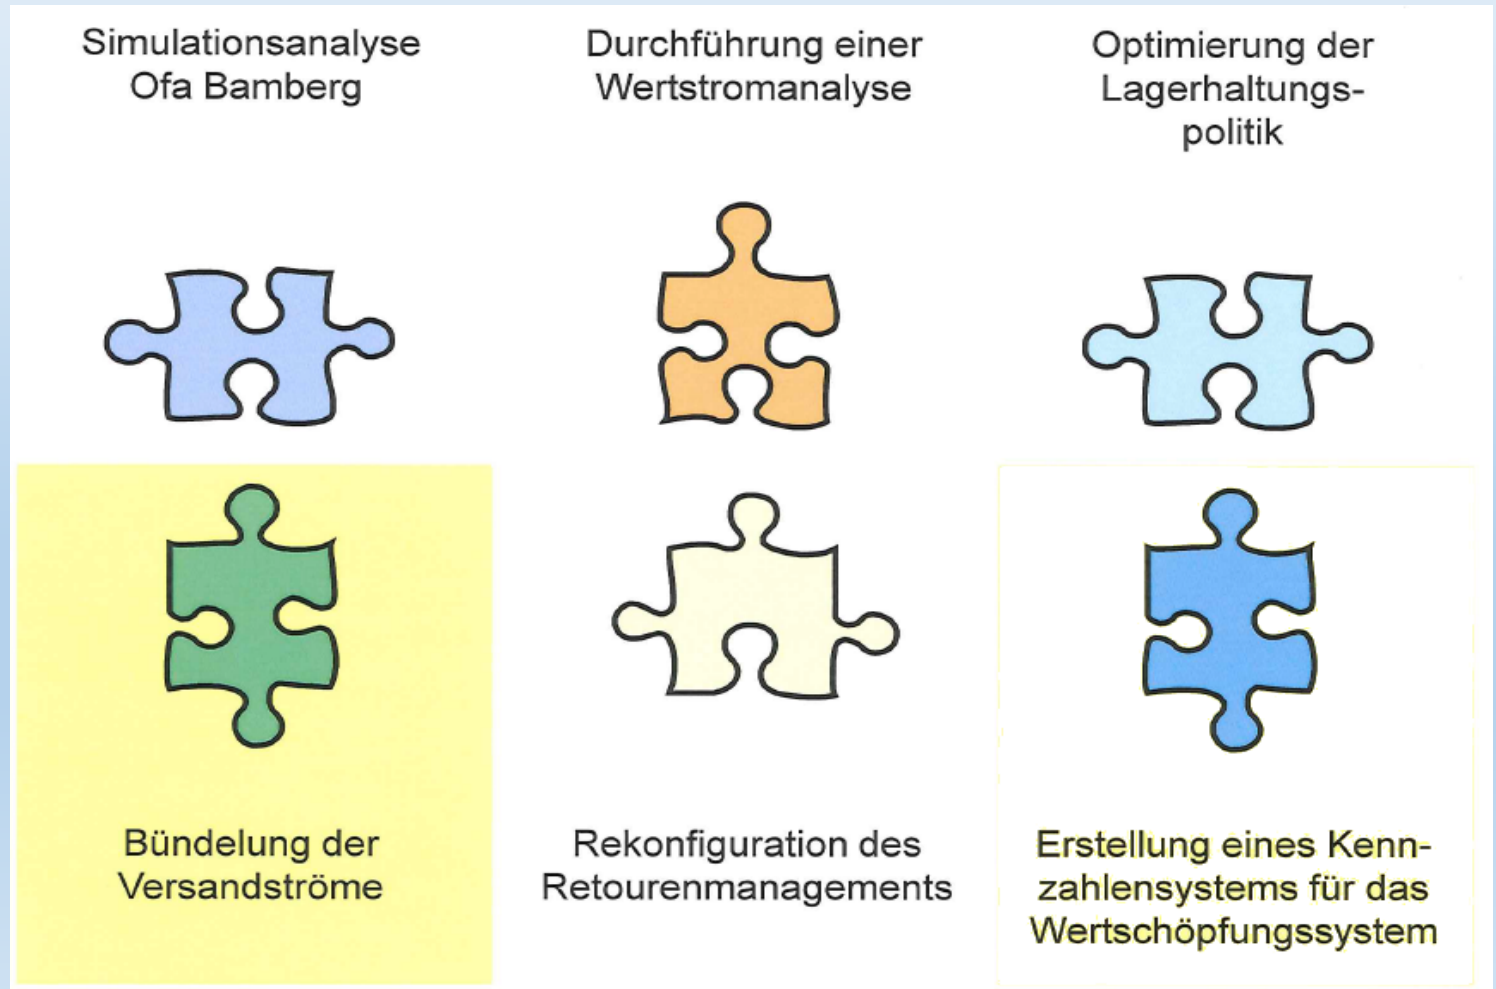 Simulationsanalyse
Ofa Bamberg
Durchführung einer
Wertstromanalyse
Optimierung der
Lagerhaltungs-
politik
Bündelung der
Versandströme
Rekonfiguration des
Retourenmanagements
Erstellung eines Kenn-
zahlensystems für das
Wertschöpfungssystem